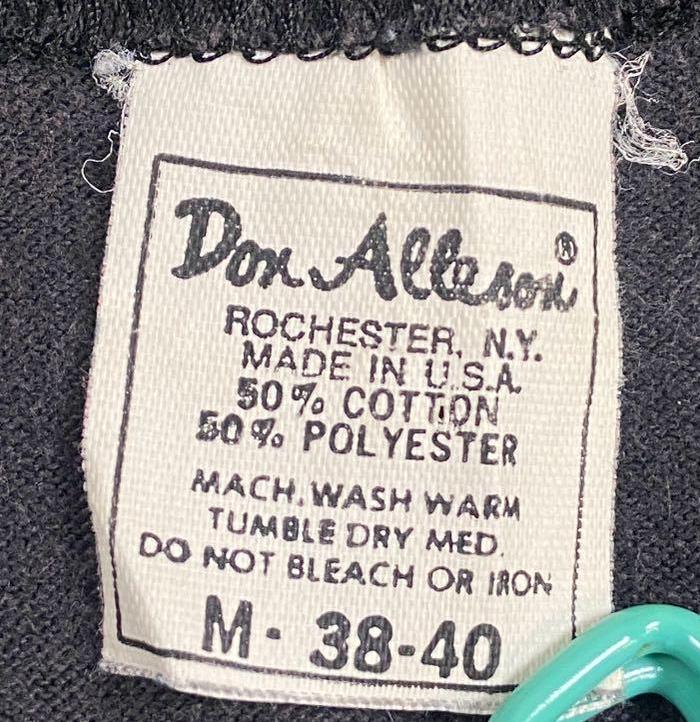 Don Alleson ®
ROCHESTER, N.Y.
MADE IN U.S.A.
50% COTTON
50% POLYESTER
MACH. WASH WARM
TUMBLE DRY MED.
DO NOT BLEACH OR IRON
M - 38-40